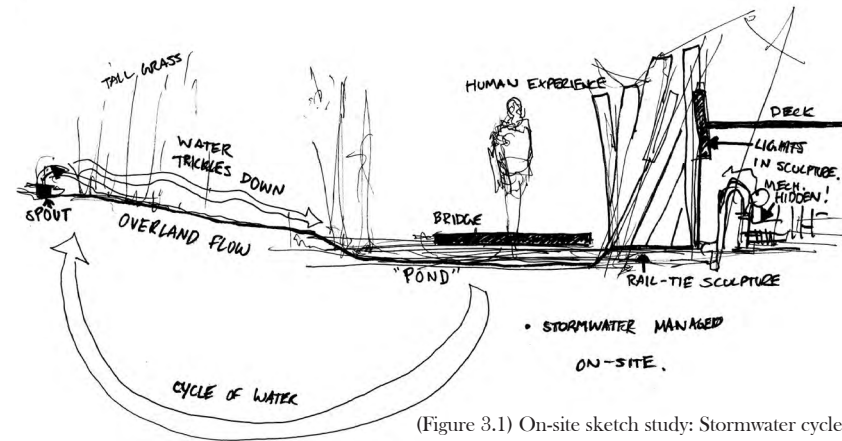 TALL GRASS
WATER
TRICKLES DOWN
SPOUT
OVERLAND FLOW
HUMAN EXPERIENCE
BRIDGE
"POND"
DECK
LIGHTS
IN SCULPTURE.
MECH.
HIDDEN!
RAIL-TIE SCULPTURE
• STORMWATER MANAGED
ON-SITE.
CYCLE OF WATER
(Figure 3.1) On-site sketch study: Stormwater cycle